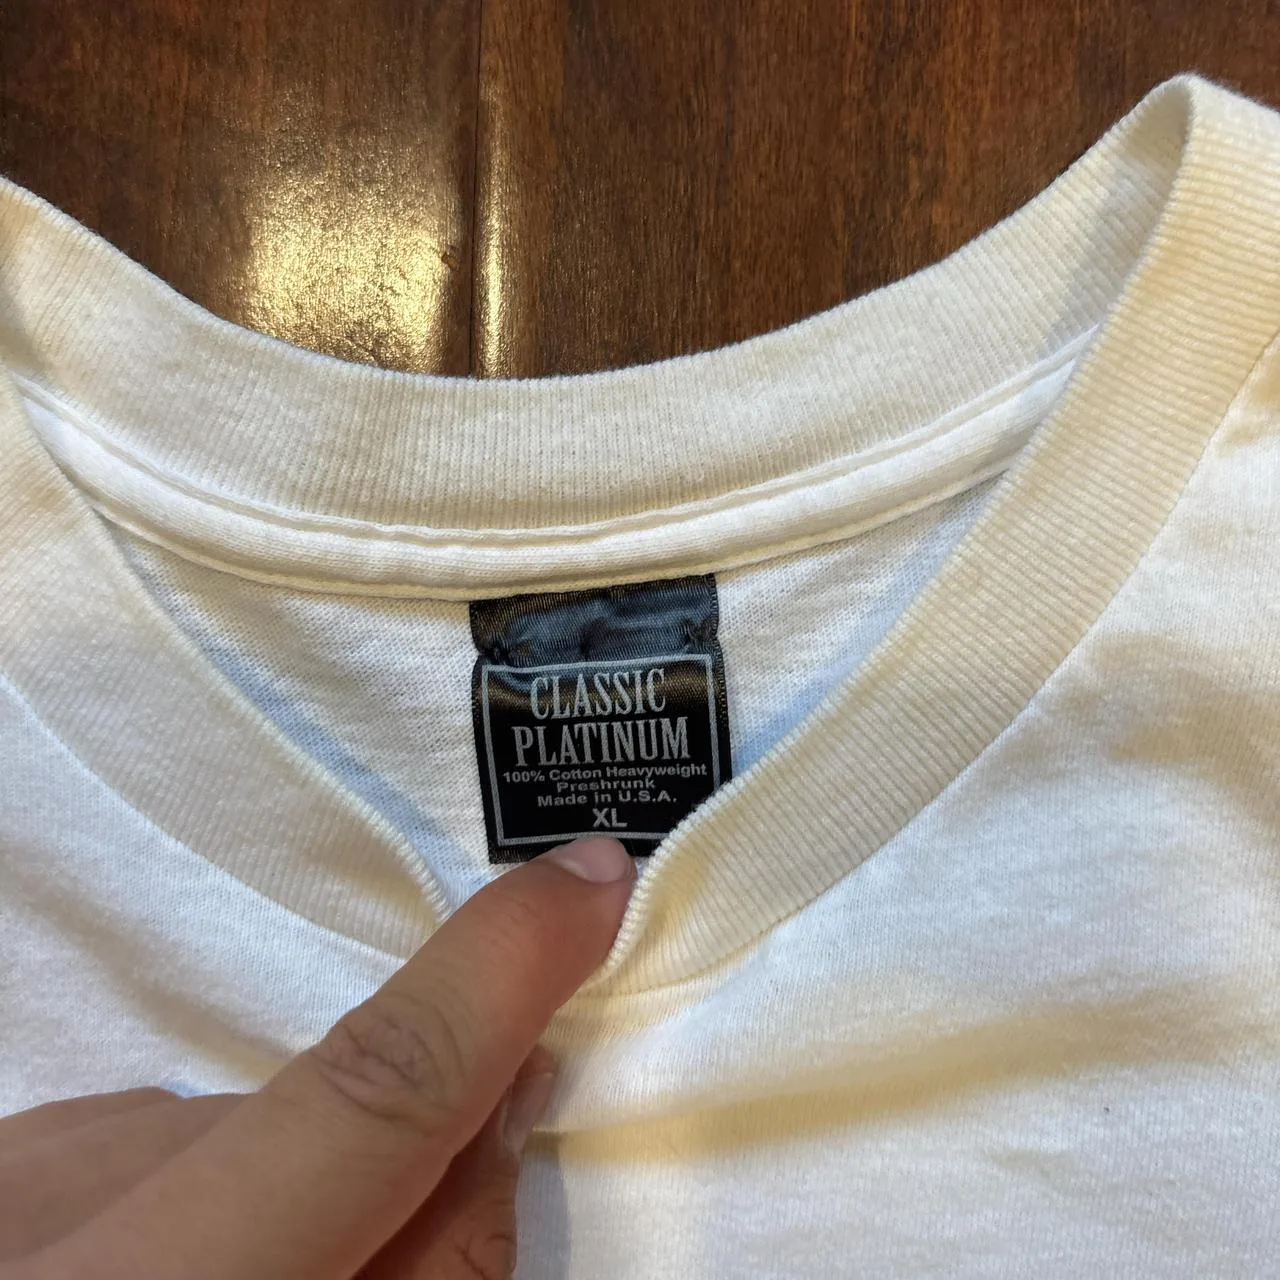 CLASSIC
PLATINUM
100% Cotton Heavyweight
Preshrunk
Made in U.S.A.
XL